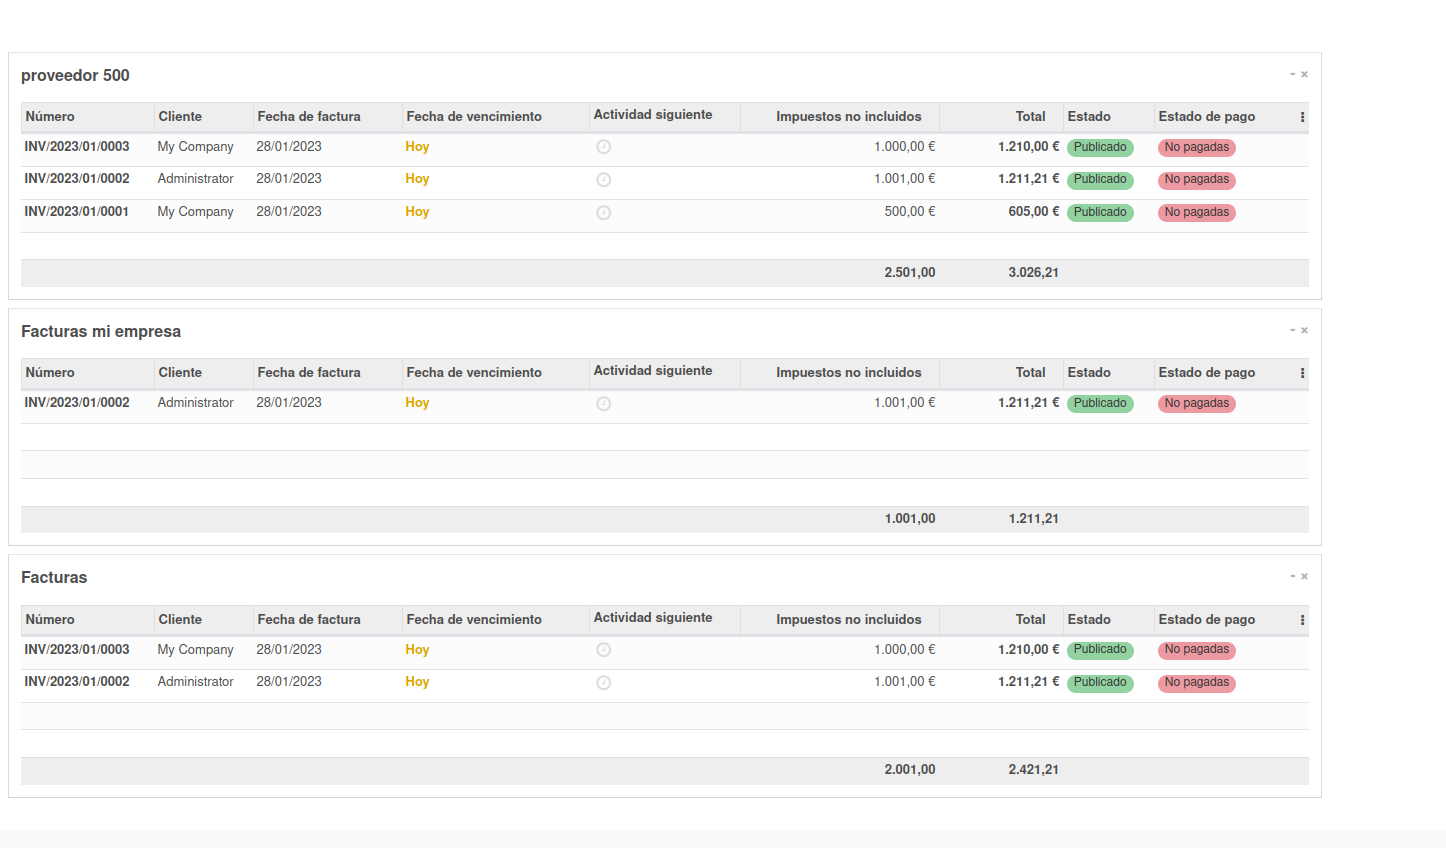 proveedor 500 - ×
Número Cliente Fecha de factura Fecha de vencimiento Actividad siguiente Impuestos no incluidos Total Estado Estado de pago
INV/2023/01/0003 My Company 28/01/2023 Hoy 1.000,00 € 1.210,00 € Publicado No pagadas
INV/2023/01/0002 Administrator 28/01/2023 Hoy 1.001,00 € 1.211,21 € Publicado No pagadas
INV/2023/01/0001 My Company 28/01/2023 Hoy 500,00 € 605,00 € Publicado No pagadas
2.501,00 3.026,21
Facturas mi empresa - ×
Número Cliente Fecha de factura Fecha de vencimiento Actividad siguiente Impuestos no incluidos Total Estado Estado de pago
INV/2023/01/0002 Administrator 28/01/2023 Hoy 1.001,00 € 1.211,21 € Publicado No pagadas
1.001,00 1.211,21
Facturas - ×
Número Cliente Fecha de factura Fecha de vencimiento Actividad siguiente Impuestos no incluidos Total Estado Estado de pago
INV/2023/01/0003 My Company 28/01/2023 Hoy 1.000,00 € 1.210,00 € Publicado No pagadas
INV/2023/01/0002 Administrator 28/01/2023 Hoy 1.001,00 € 1.211,21 € Publicado No pagadas
2.001,00 2.421,21